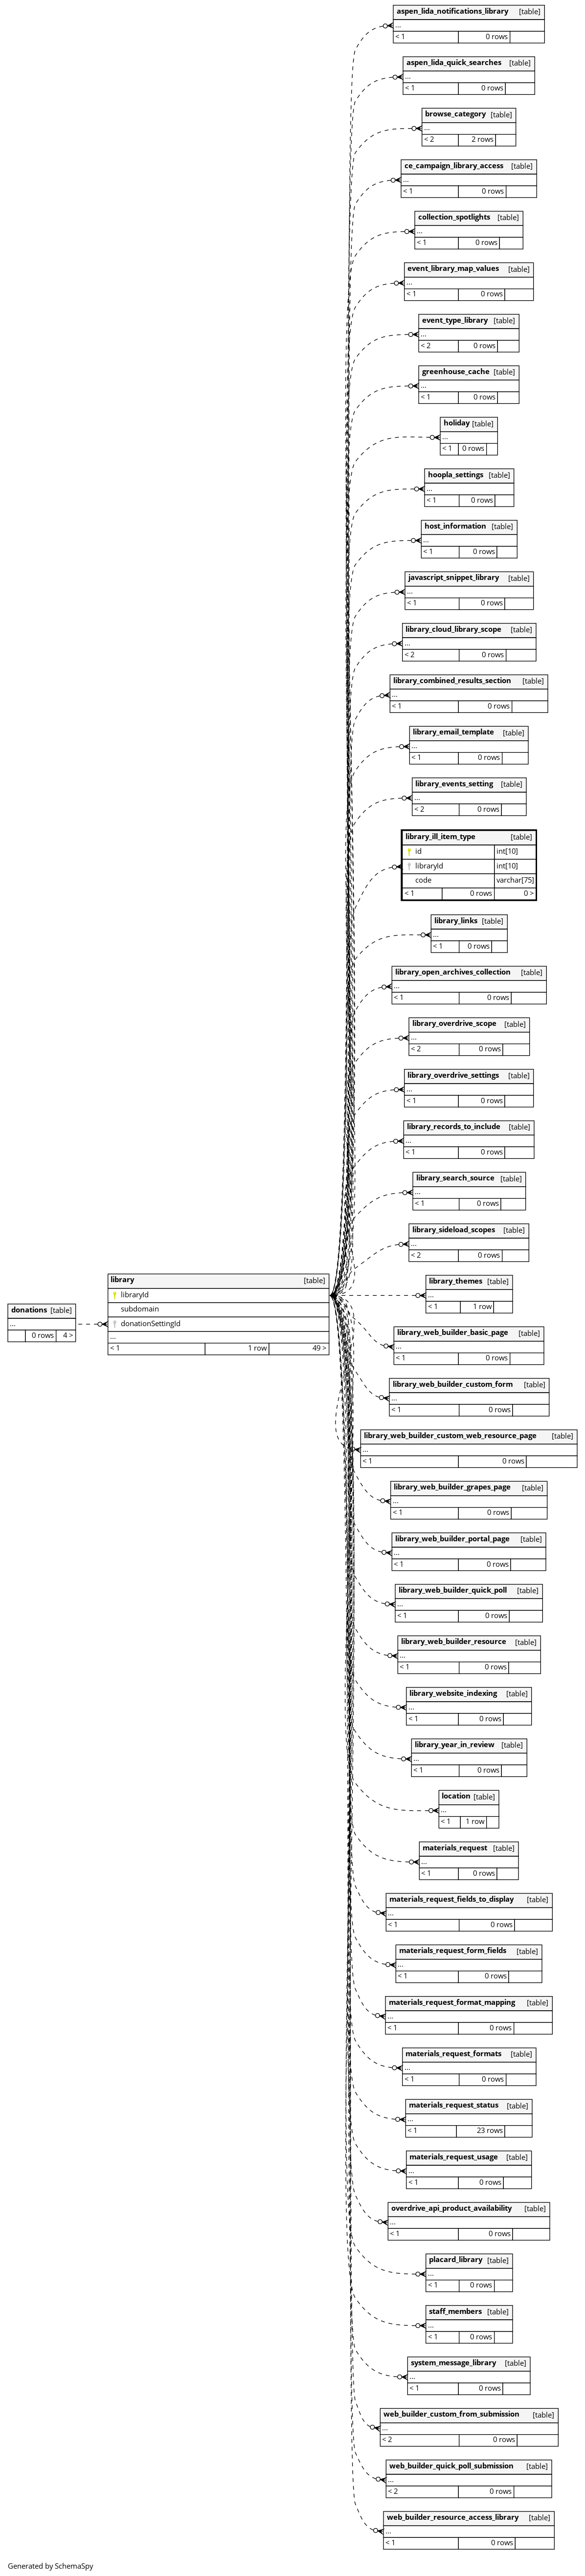 aspen_lida_notifications_library [table]
...
< 1 0 rows
aspen_lida_quick_searches [table]
...
< 1 0 rows
browse_category [table]
...
< 2 2 rows
ce_campaign_library_access [table]
...
< 1 0 rows
collection_spotlights [table]
...
< 1 0 rows
event_library_map_values [table]
...
< 1 0 rows
event_type_library [table]
...
< 2 0 rows
greenhouse_cache [table]
...
< 1 0 rows
holiday [table]
...
< 1 0 rows
hoopla_settings [table]
...
< 1 0 rows
host_information [table]
...
< 1 0 rows
javascript_snippet_library [table]
...
< 1 0 rows
library_cloud_library_scope [table]
...
< 2 0 rows
library_combined_results_section [table]
...
< 1 0 rows
library_email_template [table]
...
< 1 0 rows
library_events_setting [table]
...
< 2 0 rows
library_ill_item_type [table]
id int[10]
libraryId int[10]
code varchar[75]
< 1 0 rows 0 >
library_links [table]
...
< 1 0 rows
library_open_archives_collection [table]
...
< 1 0 rows
library_overdrive_scope [table]
...
< 2 0 rows
library_overdrive_settings [table]
...
< 1 0 rows
library_records_to_include [table]
...
< 1 0 rows
library_search_source [table]
...
< 1 0 rows
library_sideload_scopes [table]
...
< 2 0 rows
library_themes [table]
...
< 1 1 row
donations [table]
...
0 rows 4 >
library [table]
libraryId
subdomain
donationSettingId
...
< 1 1 row 49 >
library_web_builder_basic_page [table]
...
< 1 0 rows
library_web_builder_custom_form [table]
...
< 1 0 rows
library_web_builder_custom_web_resource_page [table]
...
< 1 0 rows
library_web_builder_grapes_page [table]
...
< 1 0 rows
library_web_builder_portal_page [table]
...
< 1 0 rows
library_web_builder_quick_poll [table]
...
< 1 0 rows
library_web_builder_resource [table]
...
< 1 0 rows
library_website_indexing [table]
...
< 1 0 rows
library_year_in_review [table]
...
< 1 0 rows
location [table]
...
< 1 1 row
materials_request [table]
...
< 1 0 rows
materials_request_fields_to_display [table]
...
< 1 0 rows
materials_request_form_fields [table]
...
< 1 0 rows
materials_request_format_mapping [table]
...
< 1 0 rows
materials_request_formats [table]
...
< 1 0 rows
materials_request_status [table]
...
< 1 23 rows
materials_request_usage [table]
...
< 1 0 rows
overdrive_api_product_availability [table]
...
< 1 0 rows
placard_library [table]
...
< 1 0 rows
staff_members [table]
...
< 1 0 rows
system_message_library [table]
...
< 1 0 rows
web_builder_custom_from_submission [table]
...
< 2 0 rows
web_builder_quick_poll_submission [table]
...
< 2 0 rows
web_builder_resource_access_library [table]
...
< 1 0 rows
Generated by SchemaSpy